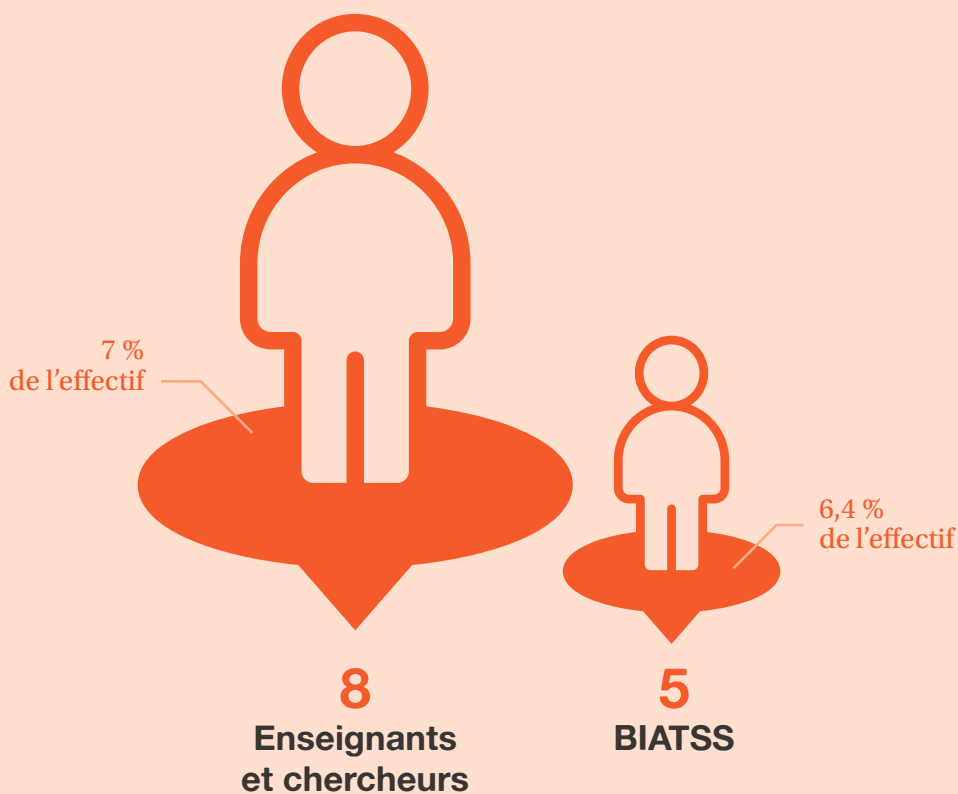 7 %
de l’effectif
6,4 %
de l’effectif
8
Enseignants
et chercheurs
5
BIATSS